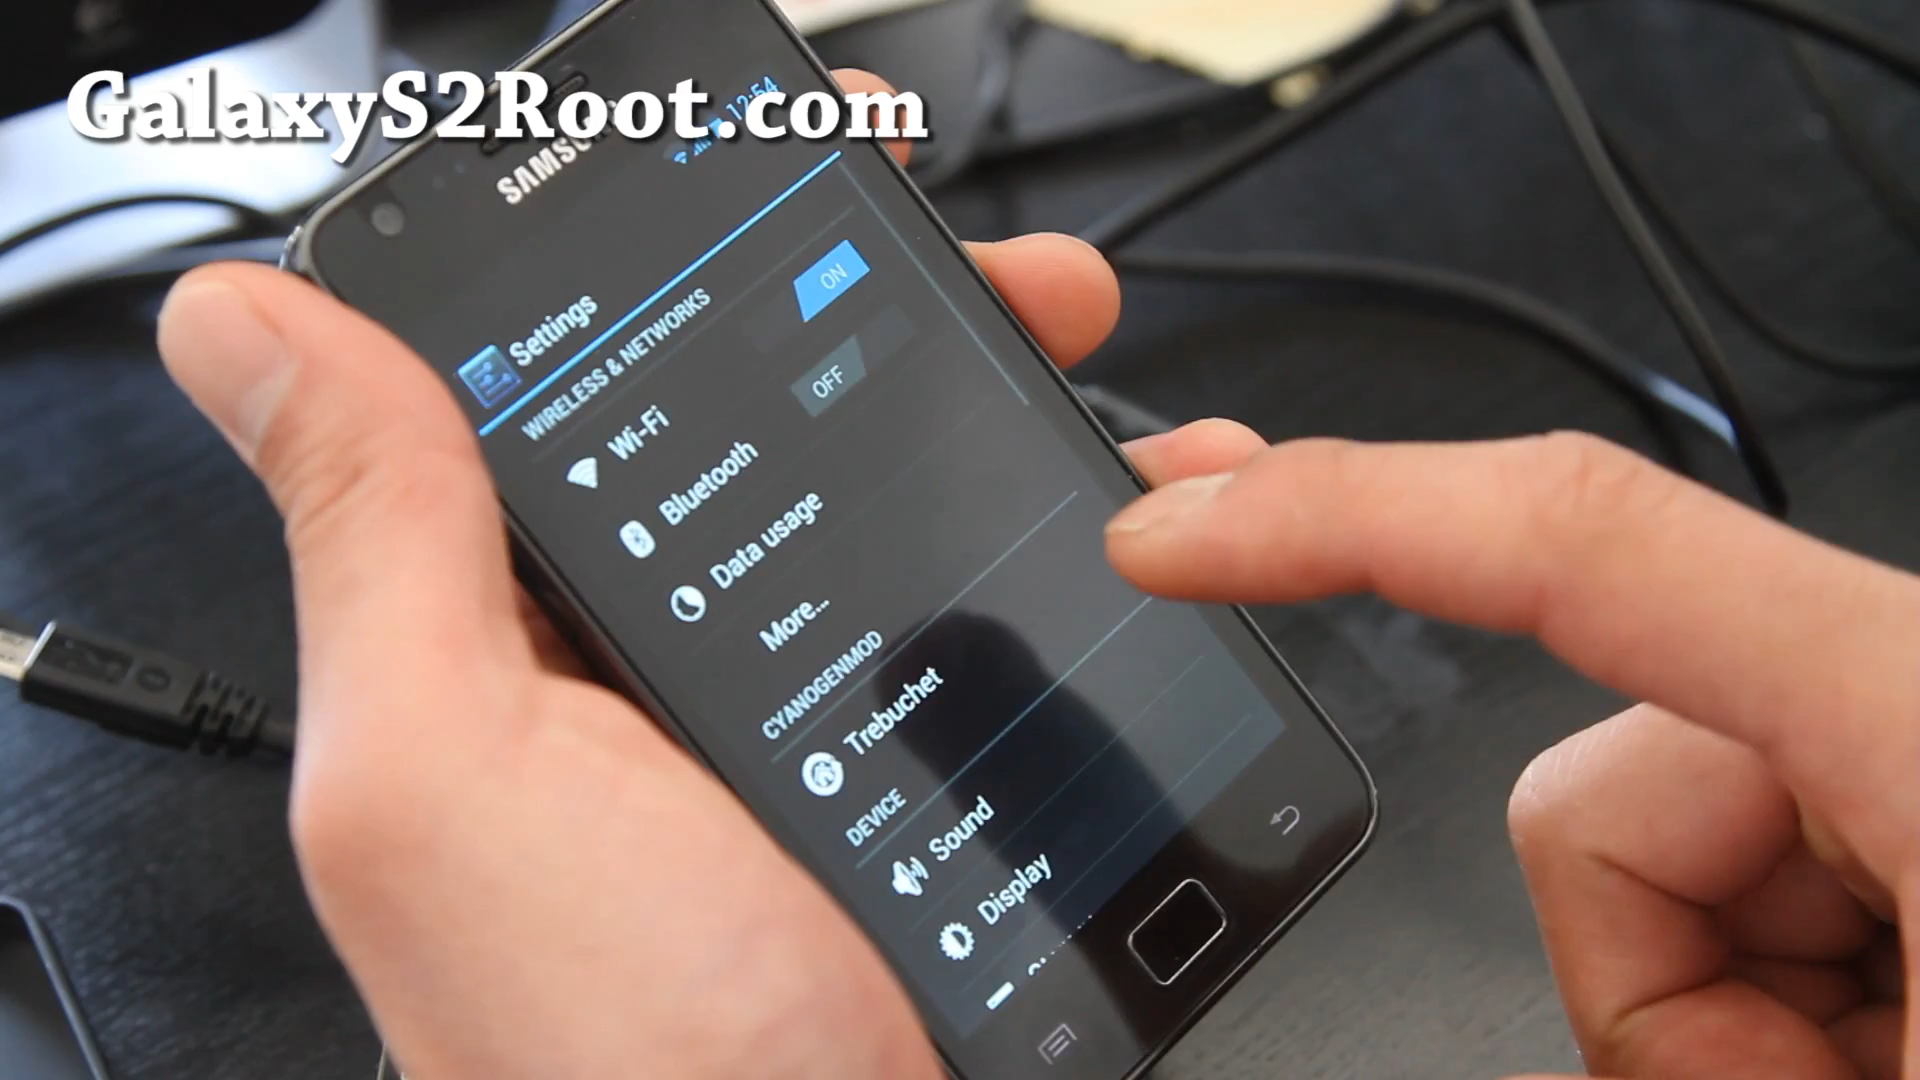 GalaxyS2Root.com
12:54
Settings
WIRELESS & NETWORKS
Wi-Fi
ON
Bluetooth
OFF
Data usage
More...
CYANOGENMOD
Trebuchet
DEVICE
Sound
Display